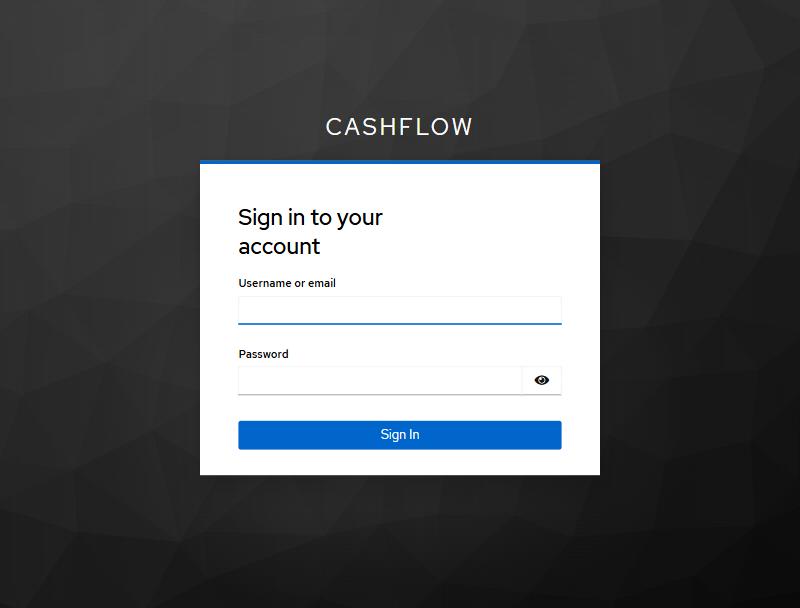 CASHFLOW
Sign in to your
account
Username or email
Password
Sign In